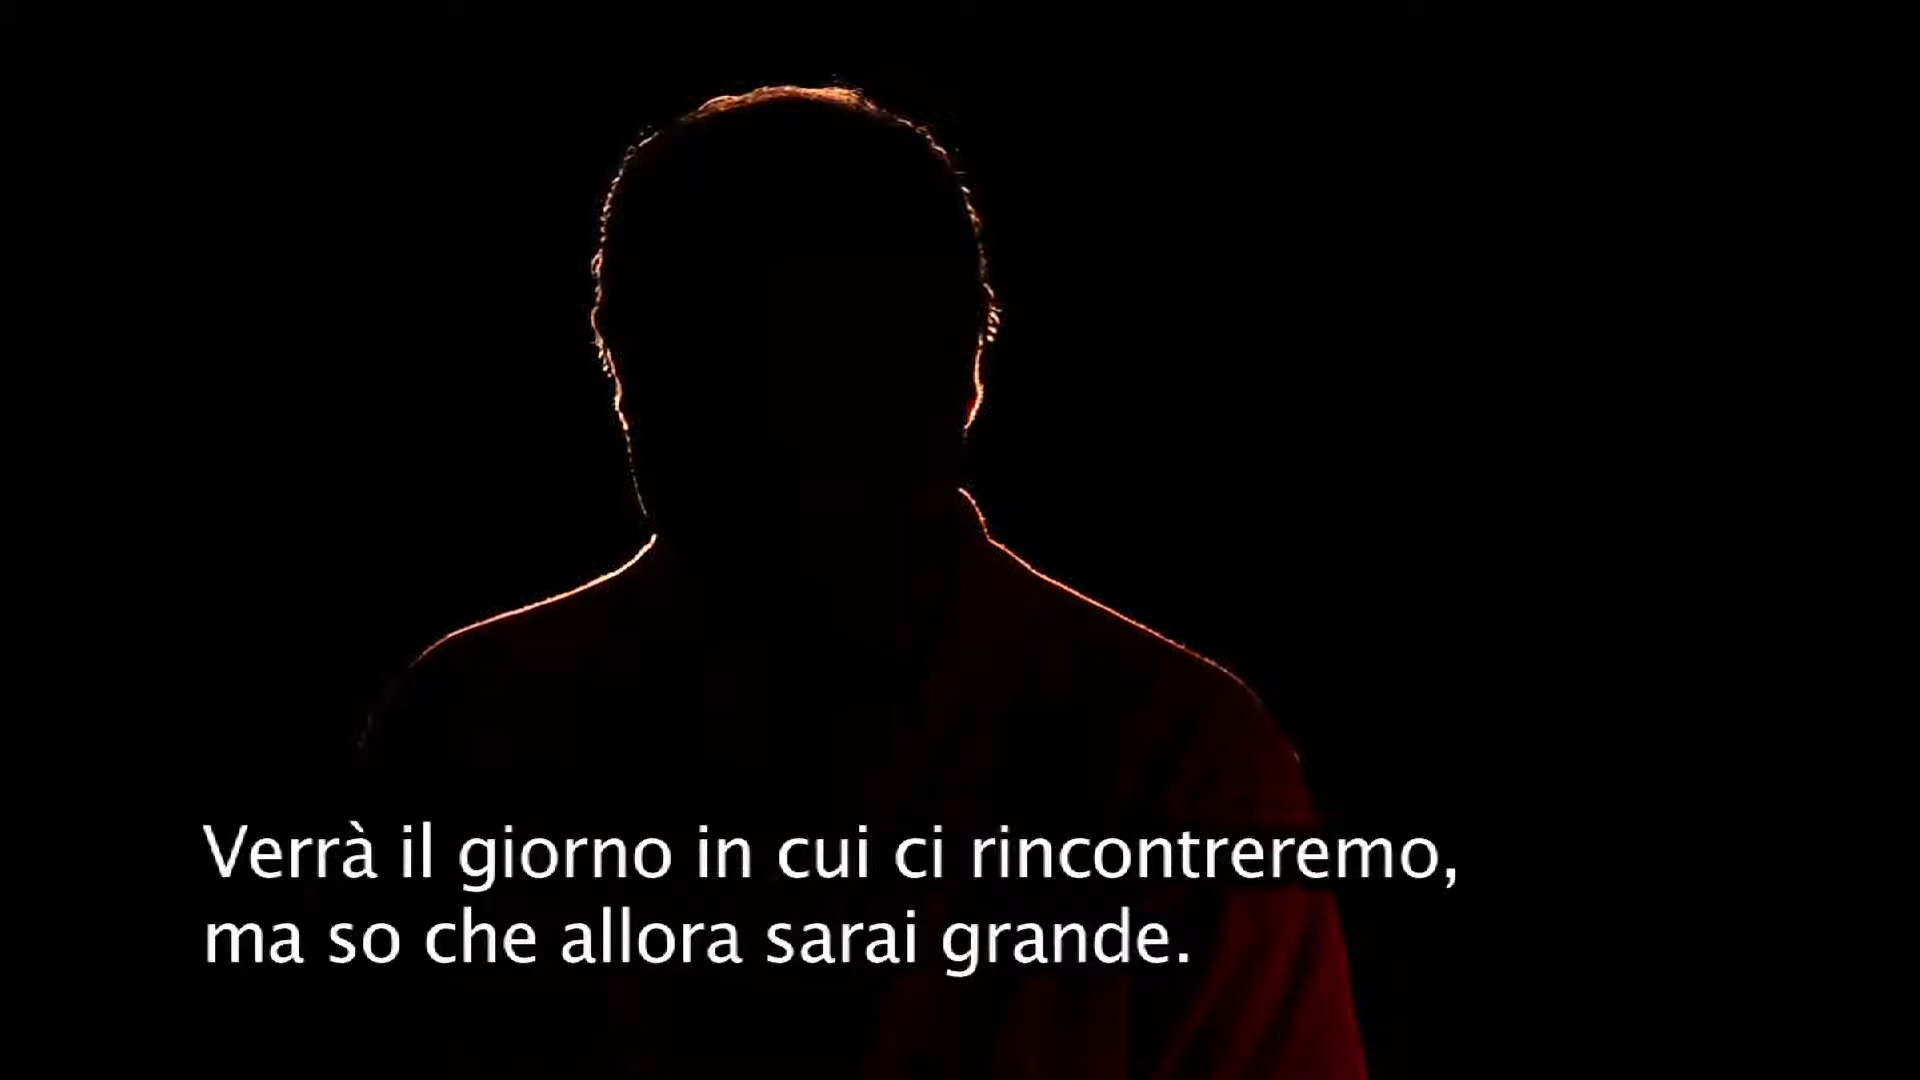 Verrà il giorno in cui ci rincontreremo,
ma so che allora sarai grande.